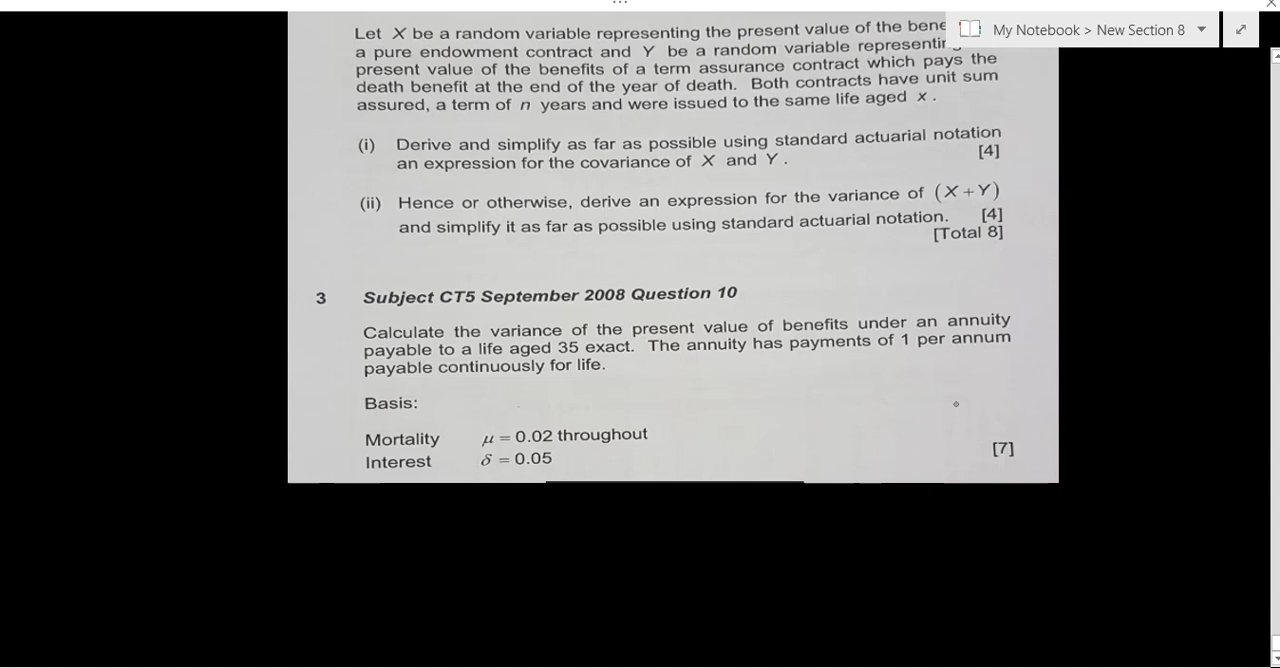 Let X be a random variable representing the present value of the
My Notebook > New Section 8
a pure endowment contract and Y be a random variable
present value of the benefits of a term assurance contract which pays the
death benefit at the end of the year of death. Both contracts have unit sum
assured, a term of n years and were issued to the same life aged x.
(i) Derive and simplify as far as possible using standard actuarial notation
an expression for the covariance of X and Y. [4]
(ii) Hence or otherwise, derive an expression for the variance of (X+Y)
and simplify it as far as possible using standard actuarial notation. [4]
[Total 8]
3 Subject CT5 September 2008 Question 10
Calculate the variance of the present value of benefits under an annuity
payable to a life aged 35 exact. The annuity has payments of 1 per annum
payable continuously for life.
Basis:
Mortality μ = 0.02 throughout
Interest δ = 0.05 [7]